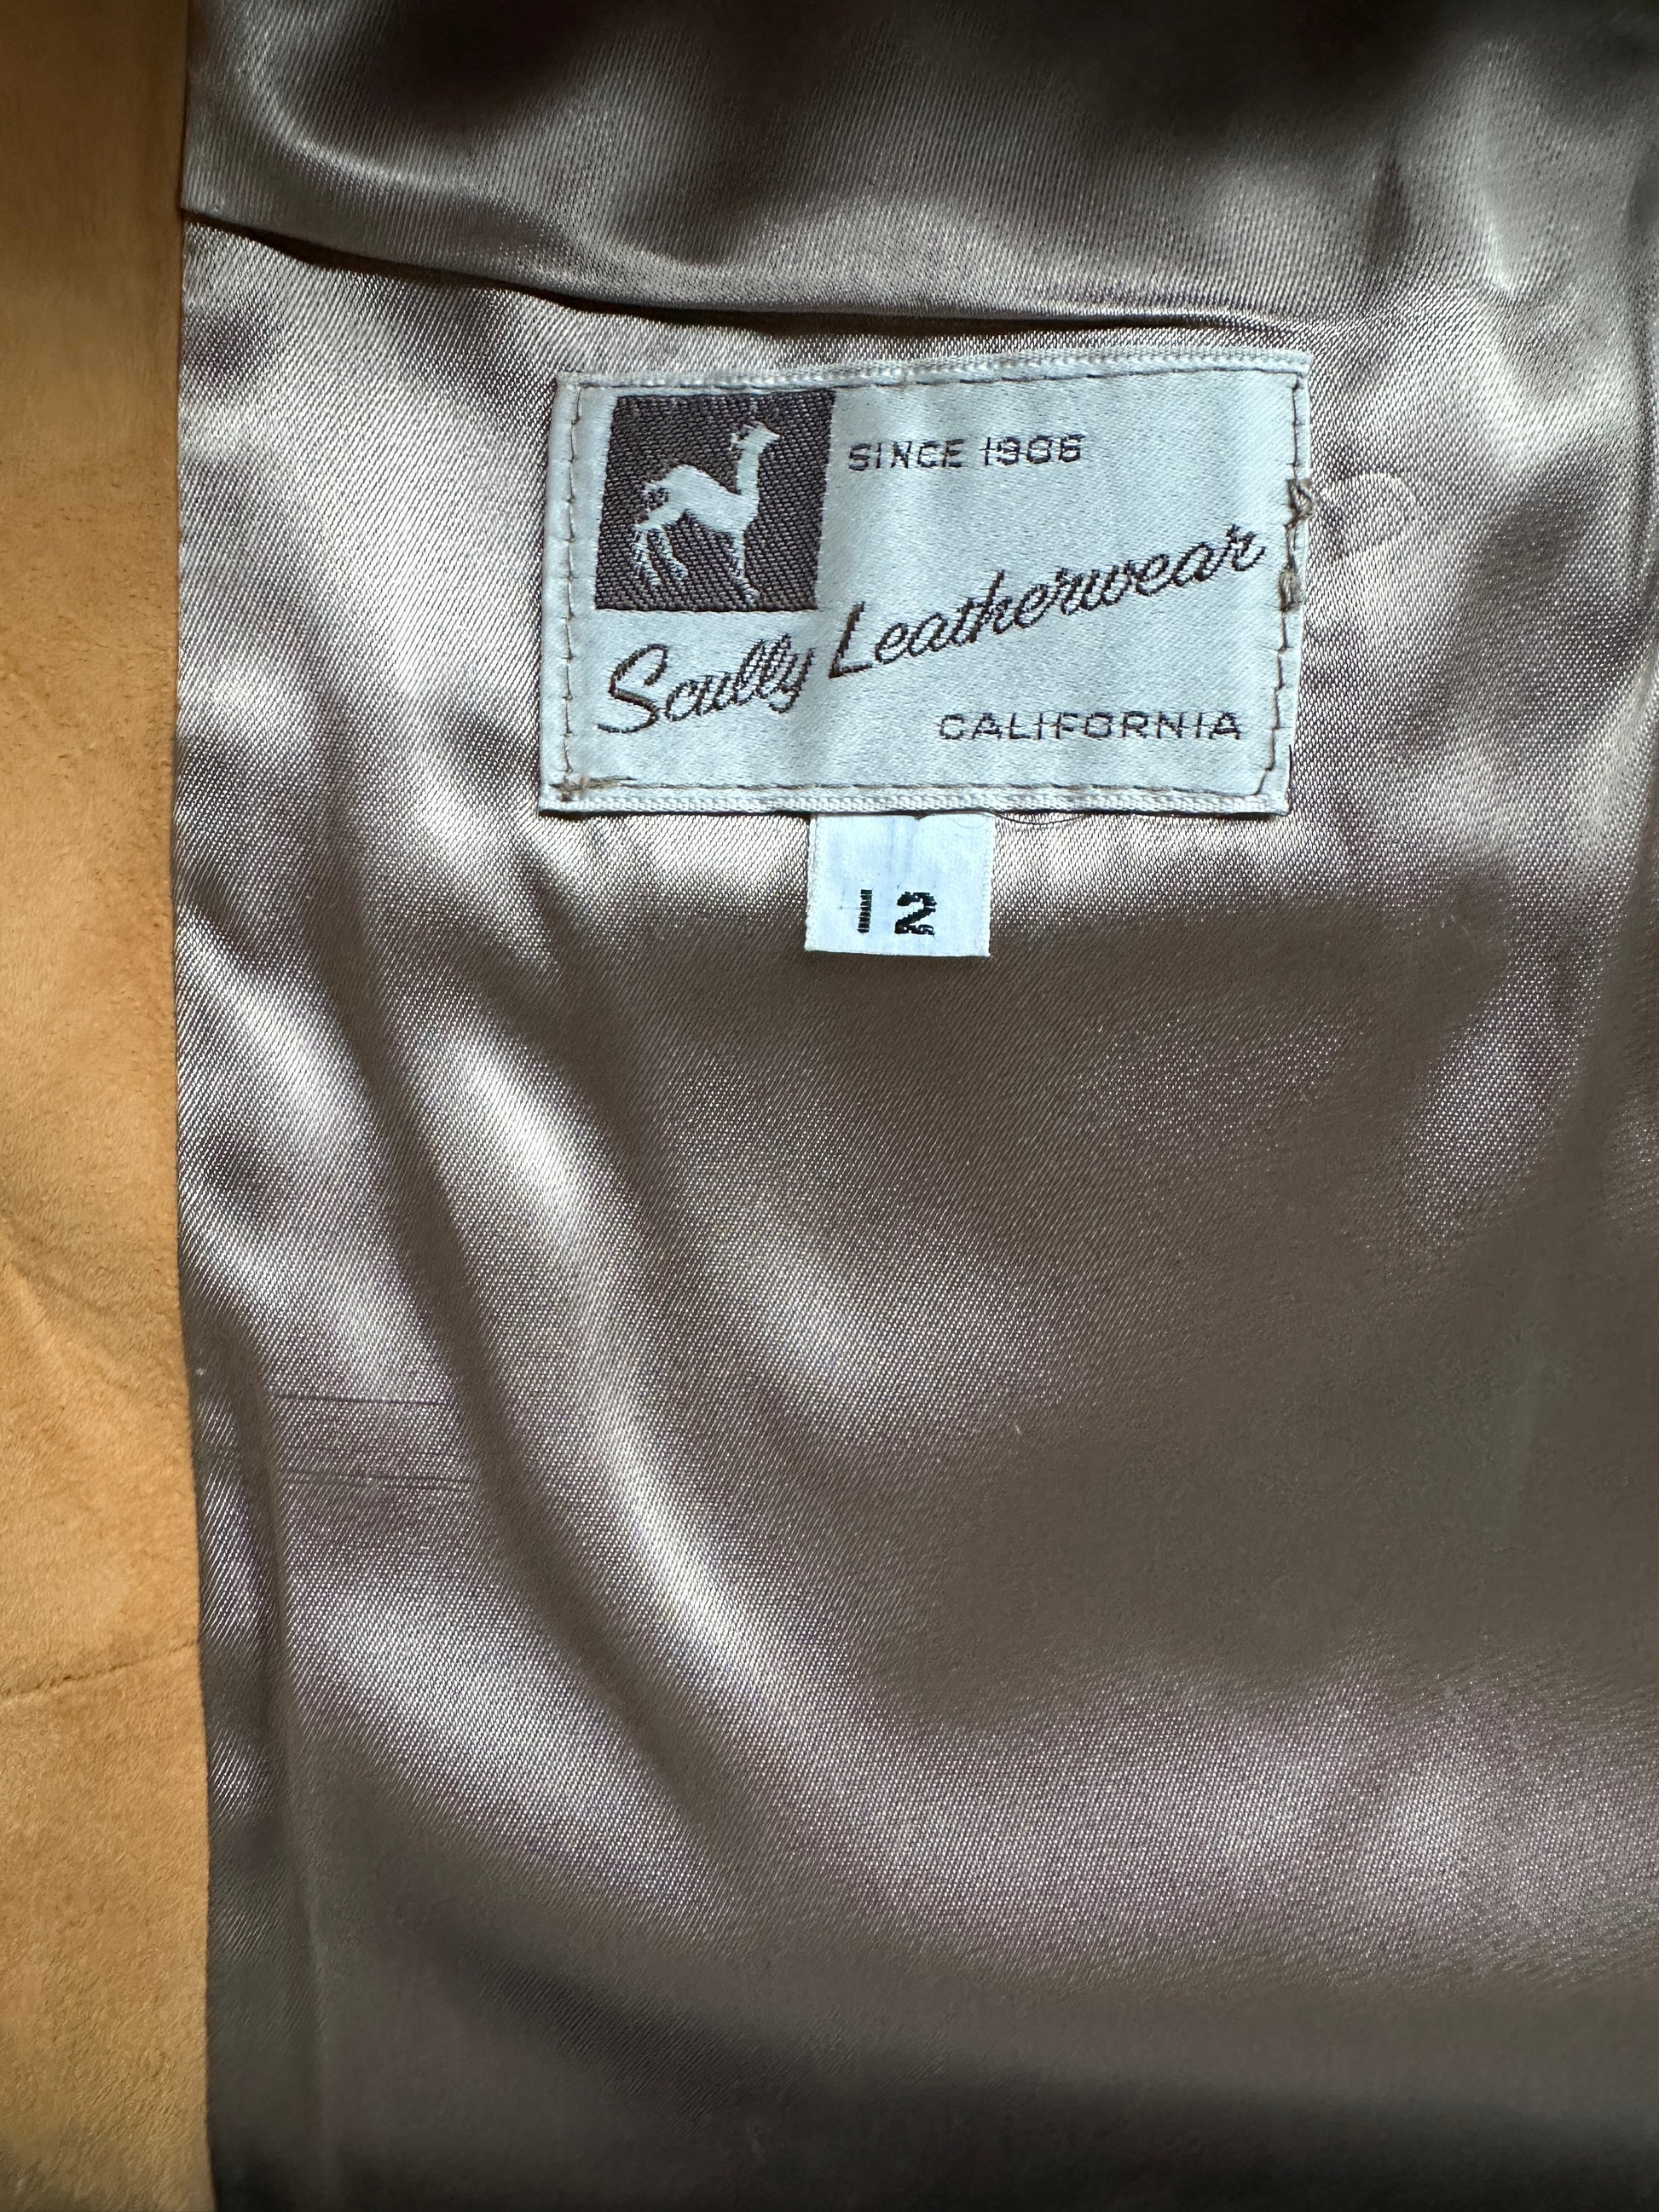 SINCE 1906
Scully Leatherwear
CALIFORNIA
12